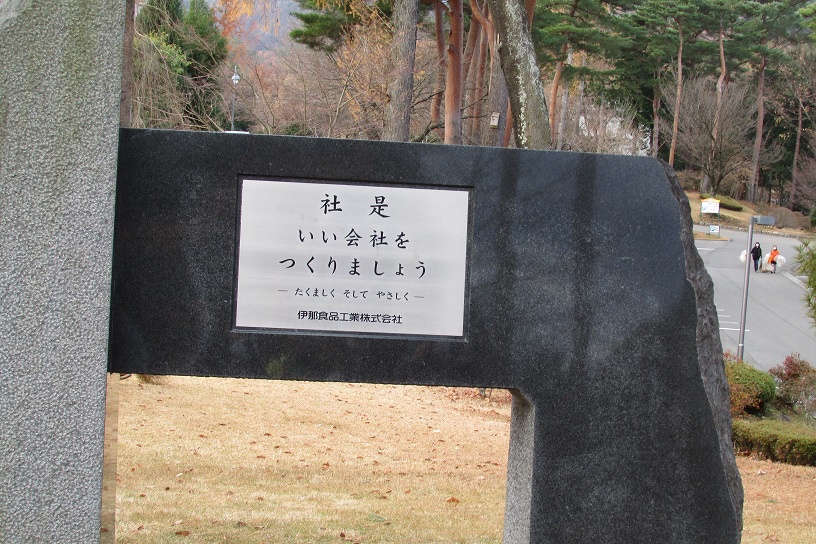 社是
いい会社を
つくりましょう
― たくましく そして やさしく ―
伊那食品工業株式会社